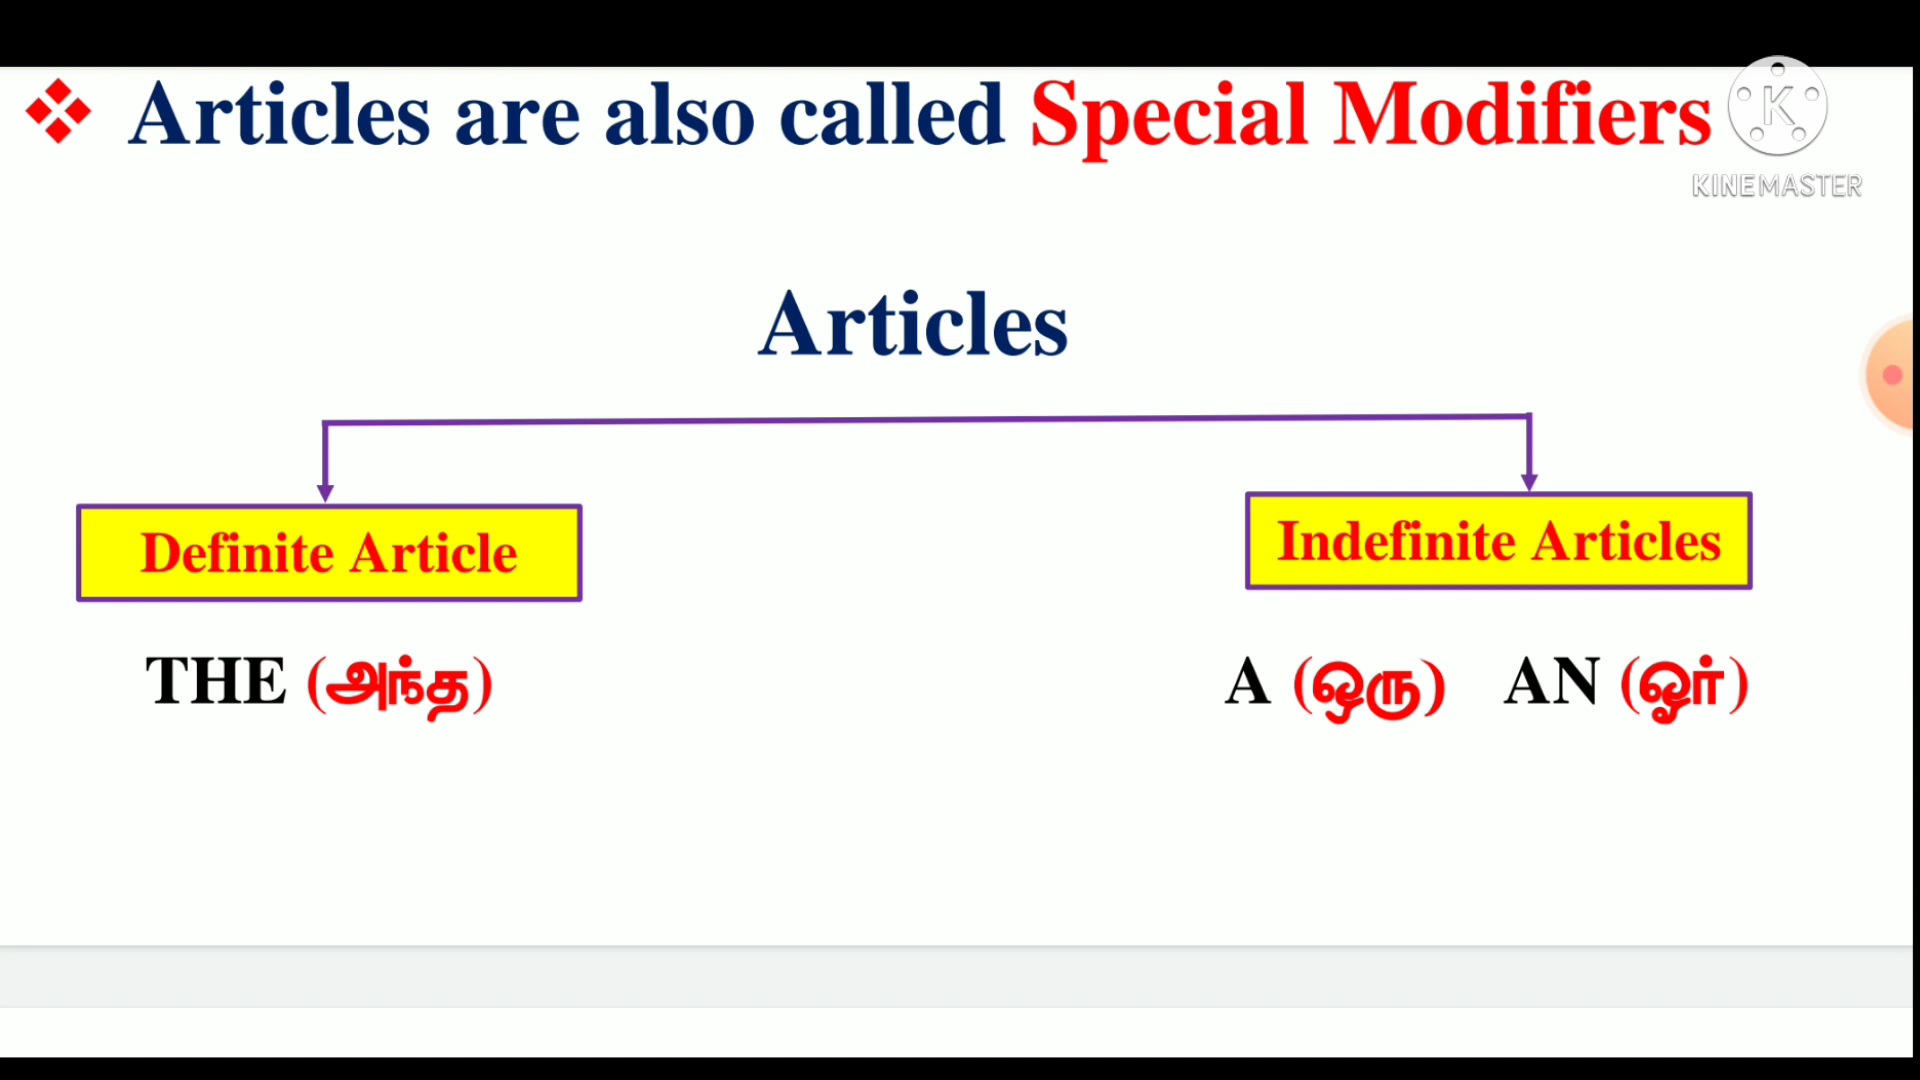 ❖ Articles are also called Special Modifiers
K
KINEMASTER
Articles
Definite Article
Indefinite Articles
THE (அந்த)
A (ஒரு) AN (ஓர்)